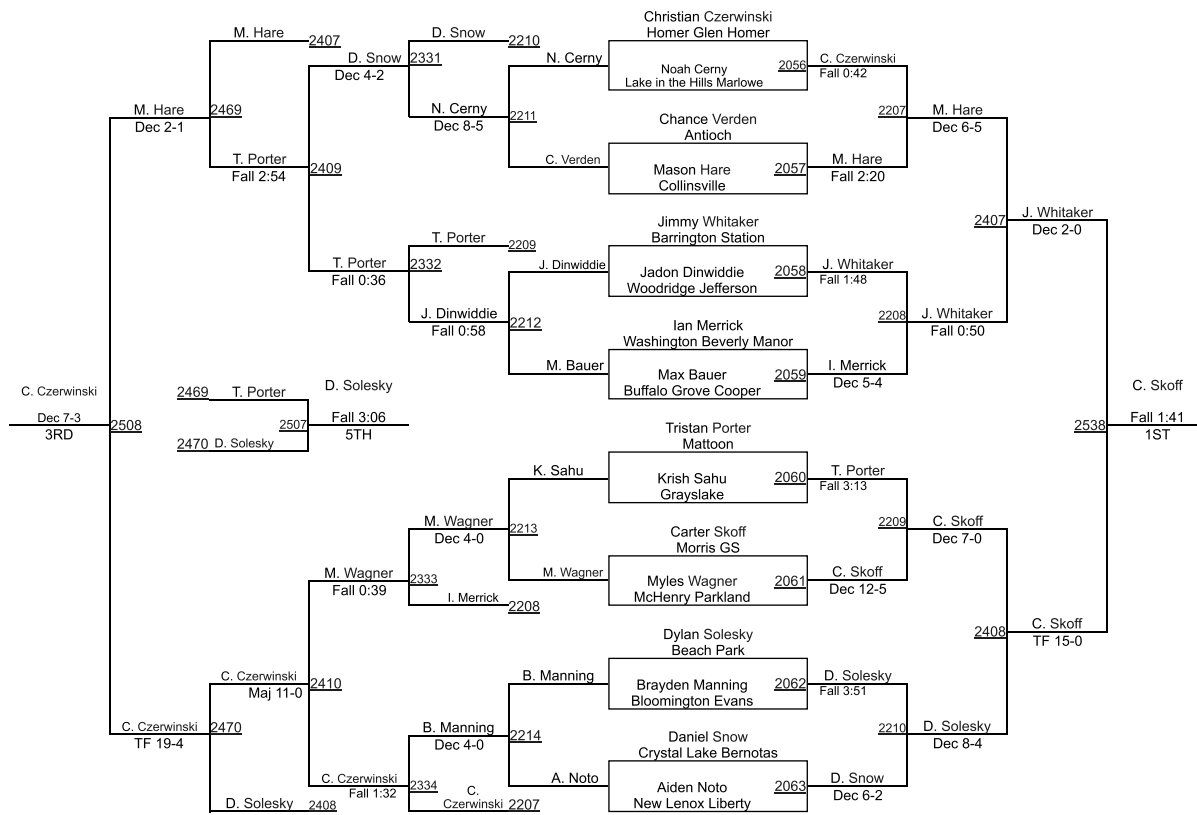 Christian Czerwinski
Homer Glen Homer
M. Hare
2407
D. Snow
2210
D. Snow
2331
Dec 4-2
N. Cerny
Noah Cerny
2056
Lake in the Hills Marlowe
C. Czerwinski
Fall 0:42
M. Hare
2469
Dec 2-1
N. Cerny
2211
Dec 8-5
Chance Verden
Antioch
2207
M. Hare
Dec 6-5
T. Porter
2409
Fall 2:54
C. Verden
Mason Hare
2057
Collinsville
M. Hare
Fall 2:20
Jimmy Whitaker
Barrington Station
2407
J. Whitaker
Dec 2-0
T. Porter
2209
T. Porter
2332
Fall 0:36
J. Dinwiddie
Jadon Dinwiddie
2058
Woodridge Jefferson
J. Whitaker
Fall 1:48
J. Dinwiddie
2212
Fall 0:58
Ian Merrick
Washington Beverly Manor
2208
J. Whitaker
Fall 0:50
M. Bauer
Max Bauer
2059
Buffalo Grove Cooper
I. Merrick
Dec 5-4
C. Czerwinski
Dec 7-3
3RD
2508
2469
T. Porter
2507
2470
D. Solesky
D. Solesky
Fall 3:06
5TH
Tristan Porter
Mattoon
2538
C. Skoff
Fall 1:41
1ST
K. Sahu
Krish Sahu
2060
Grayslake
T. Porter
Fall 3:13
M. Wagner
2213
Dec 4-0
Carter Skoff
Morris GS
2209
C. Skoff
Dec 7-0
M. Wagner
2333
Fall 0:39
M. Wagner
Myles Wagner
2061
McHenry Parkland
C. Skoff
Dec 12-5
I. Merrick
2208
Dylan Solesky
Beach Park
2408
C. Skoff
TF 15-0
C. Czerwinski
2410
Maj 11-0
B. Manning
Brayden Manning
2062
Bloomington Evans
D. Solesky
Fall 3:51
C. Czerwinski
2470
TF 19-4
B. Manning
2214
Dec 4-0
Daniel Snow
Crystal Lake Bernotas
2210
D. Solesky
Dec 8-4
C. Czerwinski
2334
Fall 1:32
A. Noto
Aiden Noto
2063
New Lenox Liberty
D. Snow
Dec 6-2
D. Solesky
2408
C.
Czerwinski
2207